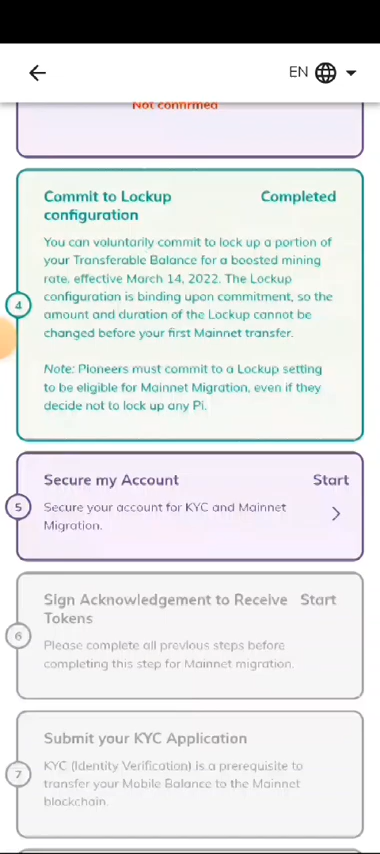 EN
Not confirmed
Commit to Lockup Completed
configuration
You can voluntarily commit to lock up a portion of
your Transferable Balance for a boosted mining
rate, effective March 14, 2022. The Lockup
configuration is binding upon commitment, so the
amount and duration of the Lockup cannot be
changed before your first Mainnet transfer.
4
Note: Pioneers must commit to a Lockup setting
to be eligible for Mainnet Migration, even if they
decide not to lock up any Pi.
Secure my Account Start
5
Secure your account for KYC and Mainnet
Migration.
Sign Acknowledgement to Receive Start
Tokens
6
Please complete all previous steps before
completing this step for Mainnet migration.
Submit your KYC Application
7
KYC (Identity Verification) is a prerequisite to
transfer your Mobile Balance to the Mainnet
blockchain.